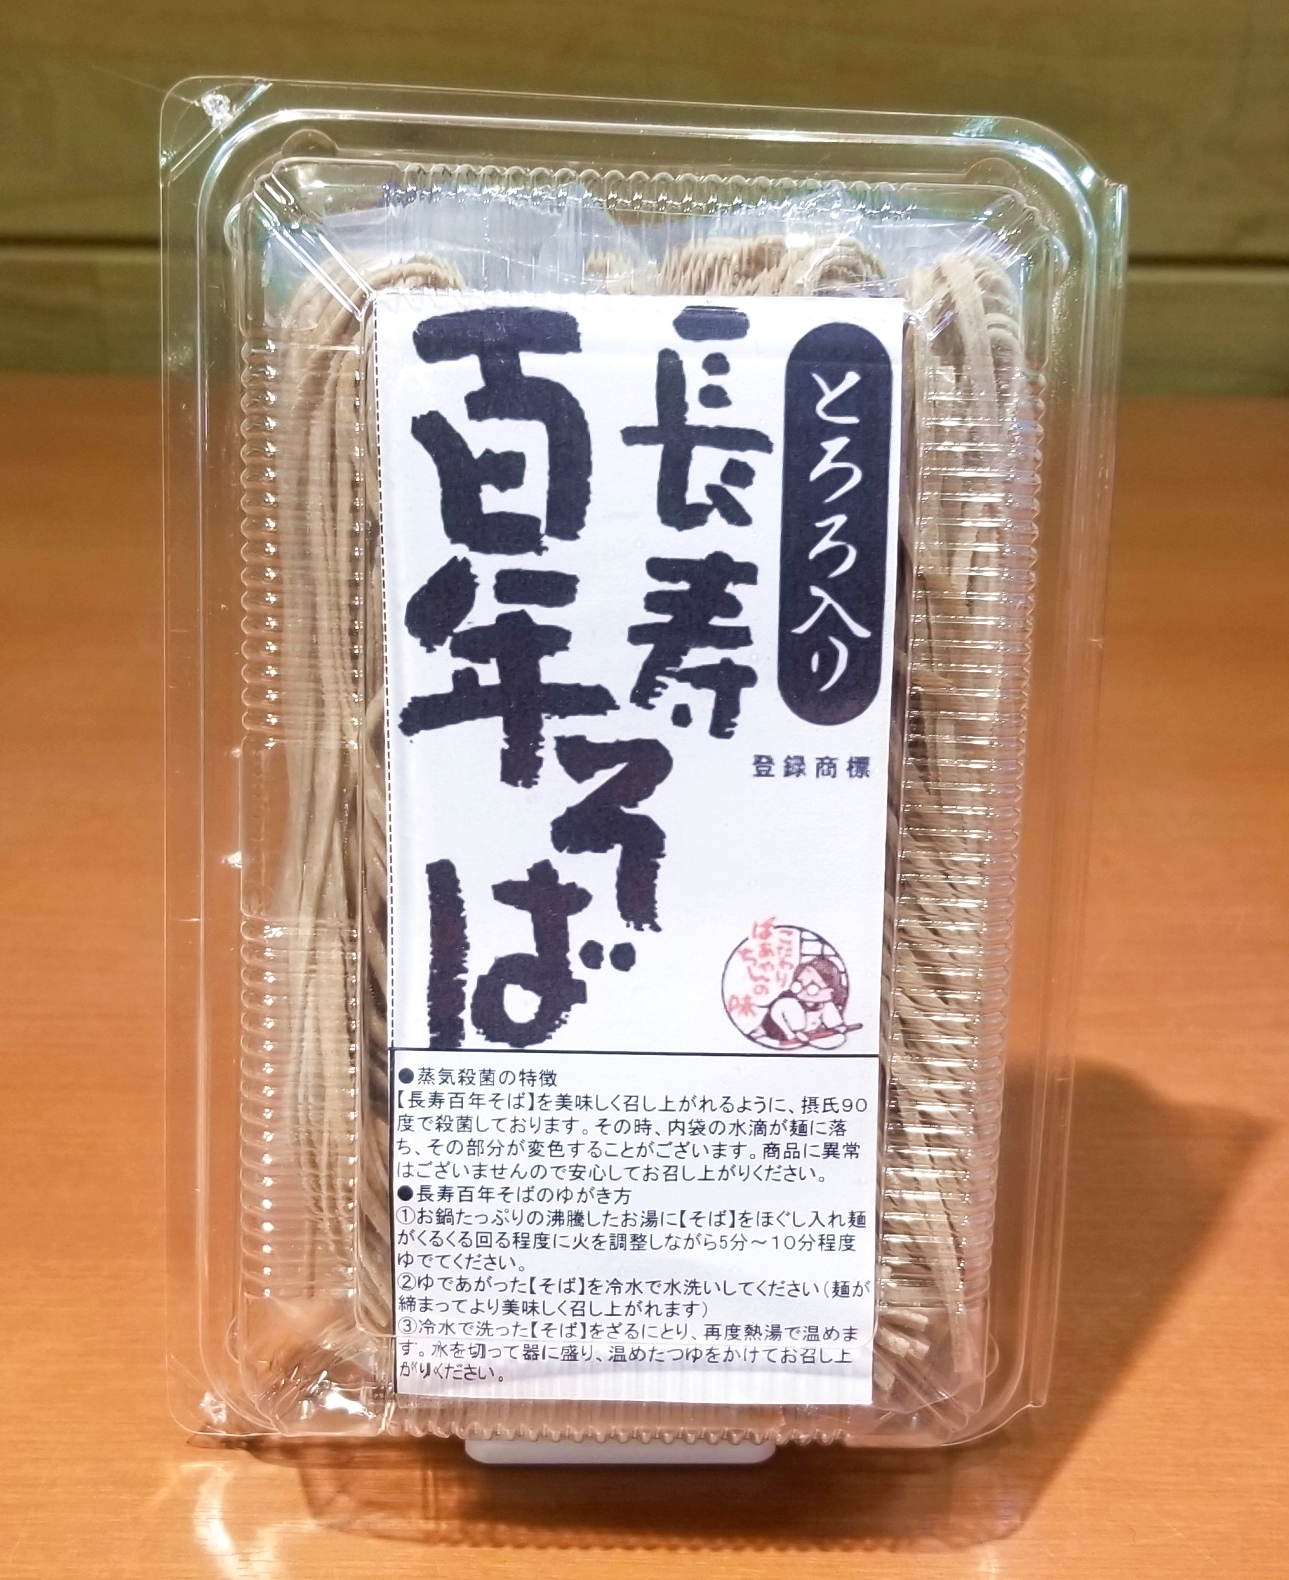 とろろ入り
長寿
百年そば
登録商標
こだわり
ばあちゃんの
味
●蒸気殺菌の特徴
【長寿百年そば】を美味しく召し上がれるように、摂氏90
度で殺菌しております。その時、内袋の水滴が麺に落
ち、その部分が変色することがございます。商品に異常
はございませんので安心してお召し上がりください。
●長寿百年そばのゆがき方
①お鍋たっぷりの沸騰したお湯に【そば】をほぐし入れ麺
がくるくる回る程度に火を調整しながら5分～10分程度
ゆでてください。
②ゆであがった【そば】を冷水で水洗いしてください（麺が
締まってより美味しく召し上がれます）
③冷水で洗った【そば】をざるにとり、再度熱湯で温めま
す。水を切って器に盛り、温めたつゆをかけてお召し上
がりください。